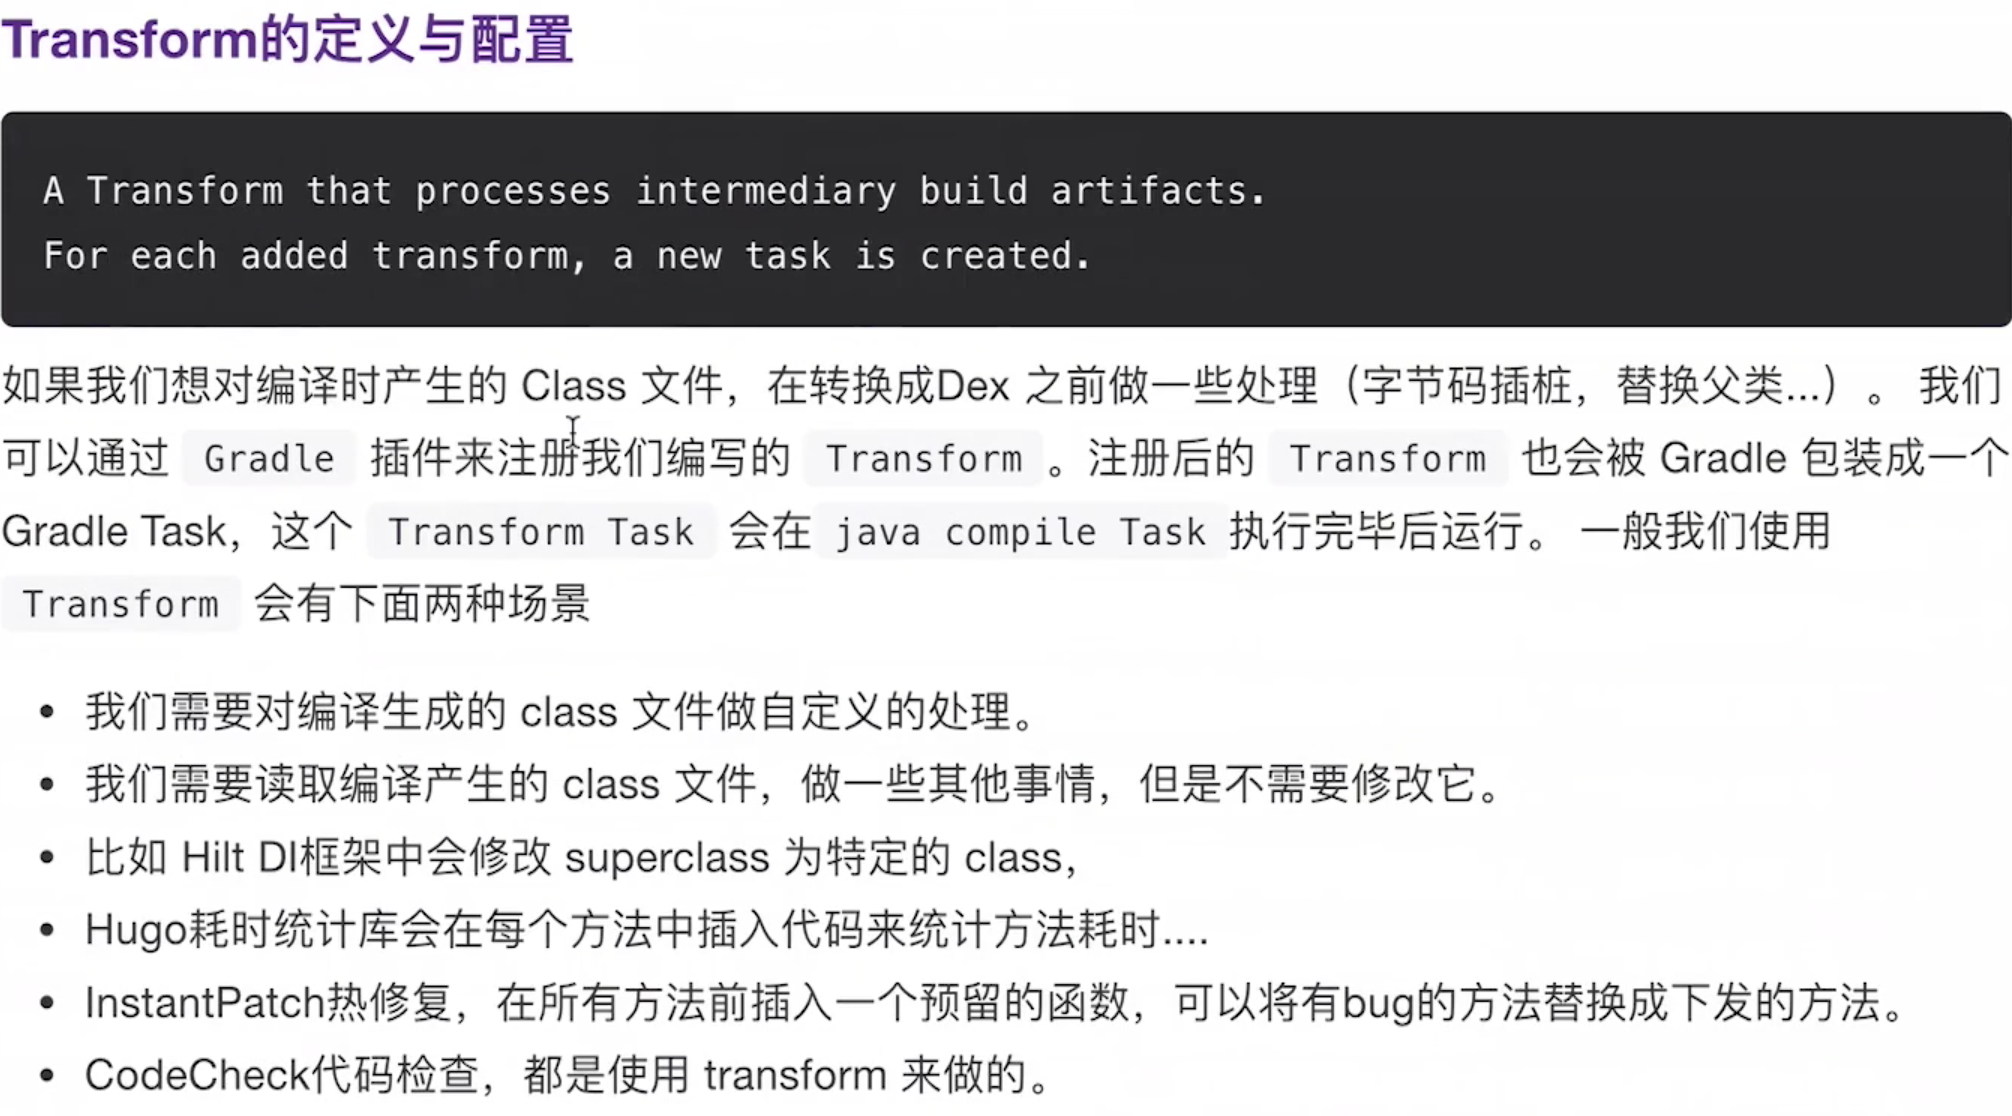 Transform的定义与配置
A Transform that processes intermediary build artifacts.
For each added transform, a new task is created.
如果我们想对编译时产生的 Class 文件，在转换成Dex 之前做一些处理（字节码插桩，替换父类...）。 我们
可以通过 Gradle 插件来注册我们编写的 Transform 。注册后的 Transform 也会被 Gradle 包装成一个
Gradle Task，这个 Transform Task 会在 java compile Task 执行完毕后运行。 一般我们使用
Transform 会有下面两种场景
• 我们需要对编译生成的 class 文件做自定义的处理。
• 我们需要读取编译产生的 class 文件，做一些其他事情，但是不需要修改它。
• 比如 Hilt DI框架中会修改 superclass 为特定的 class，
• Hugo耗时统计库会在每个方法中插入代码来统计方法耗时....
• InstantPatch热修复，在所有方法前插入一个预留的函数，可以将有bug的方法替换成下发的方法。
• CodeCheck代码检查，都是使用 transform 来做的。